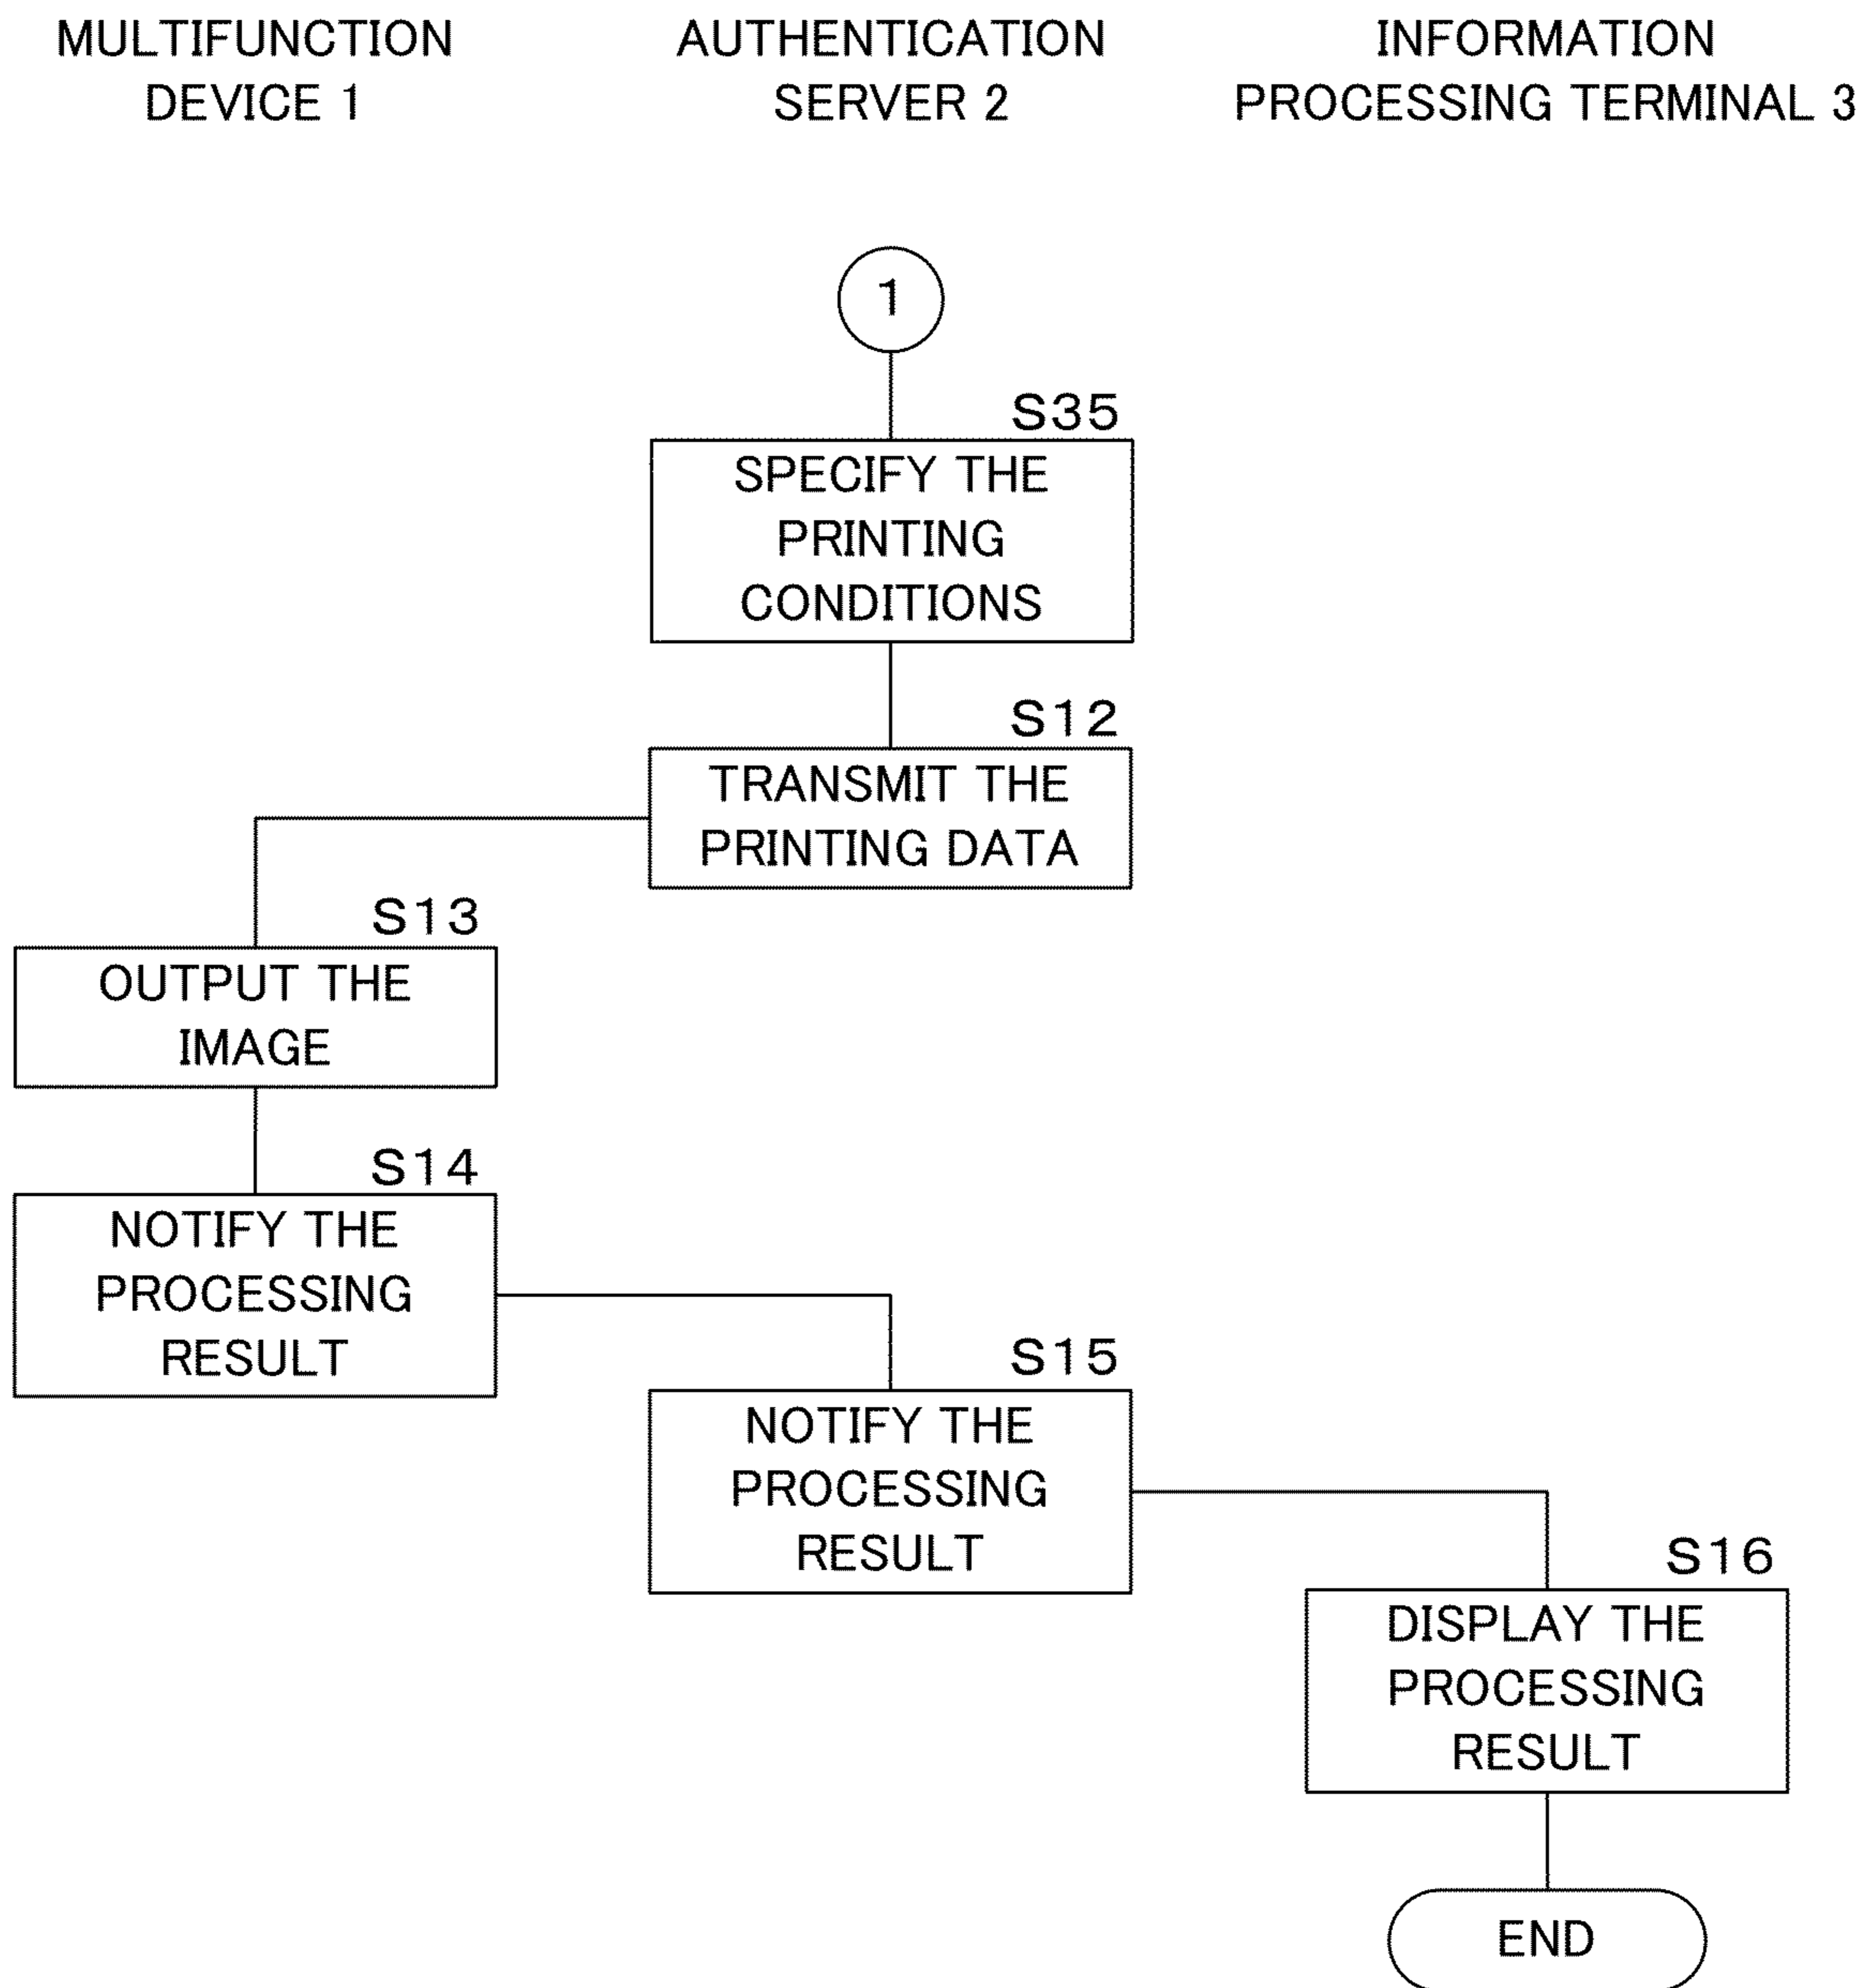 MULTIFUNCTION
DEVICE 1
AUTHENTICATION
SERVER 2
INFORMATION
PROCESSING TERMINAL 3
1
S35
SPECIFY THE
PRINTING
CONDITIONS
S12
TRANSMIT THE
PRINTING DATA
S13
OUTPUT THE
IMAGE
S14
NOTIFY THE
PROCESSING
RESULT
S15
NOTIFY THE
PROCESSING
RESULT
S16
DISPLAY THE
PROCESSING
RESULT
END